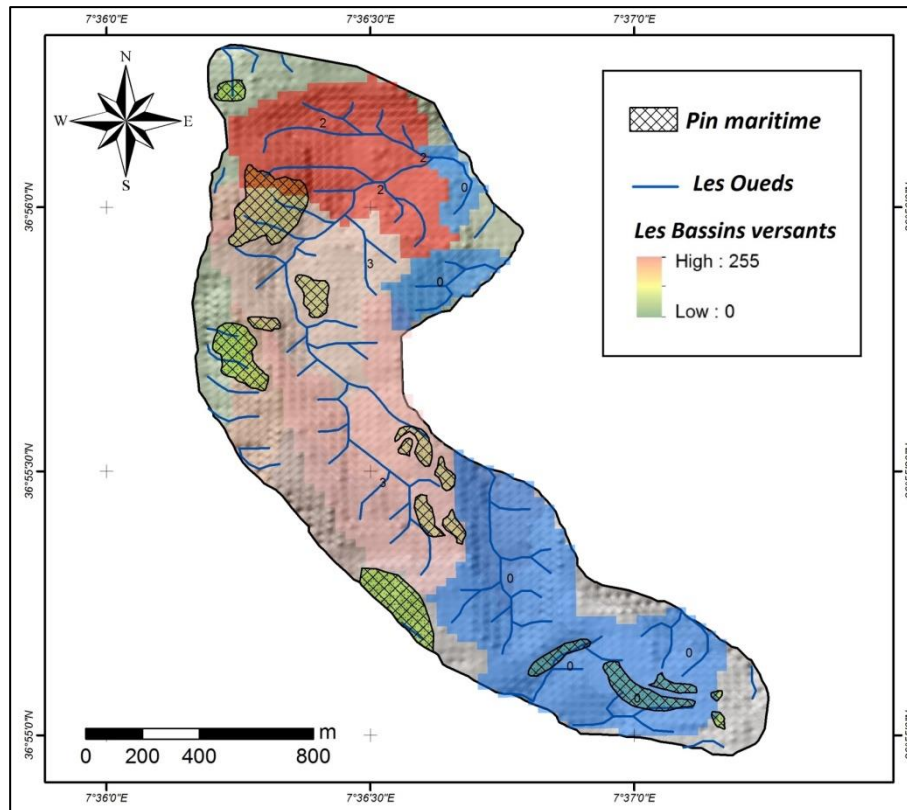 7°36'0"E 7°36'30"E 7°37'0"E
N
W E
S
Pin maritime
Les Oueds
Les Bassins versants
High : 255
Low : 0
36°56'0"N
36°55'30"N
36°55'0"N
2
2
0
2
3
0
3
0
0
0
0
m
0 200 400 800
7°36'0"E 7°36'30"E 7°37'0"E